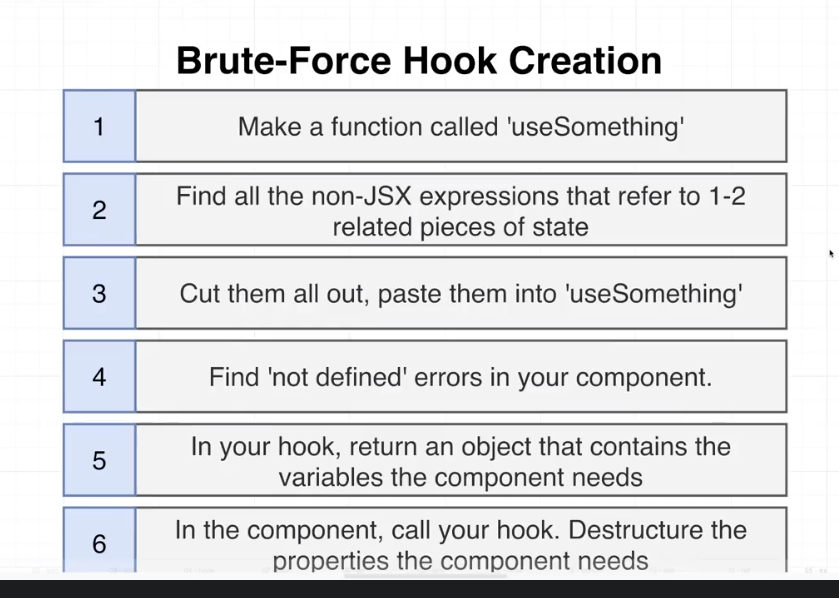 Brute-Force Hook Creation
1
Make a function called 'useSomething'
2
Find all the non-JSX expressions that refer to 1-2
related pieces of state
3
Cut them all out, paste them into 'useSomething'
4
Find 'not defined' errors in your component.
5
In your hook, return an object that contains the
variables the component needs
6
In the component, call your hook. Destructure the
properties the component needs